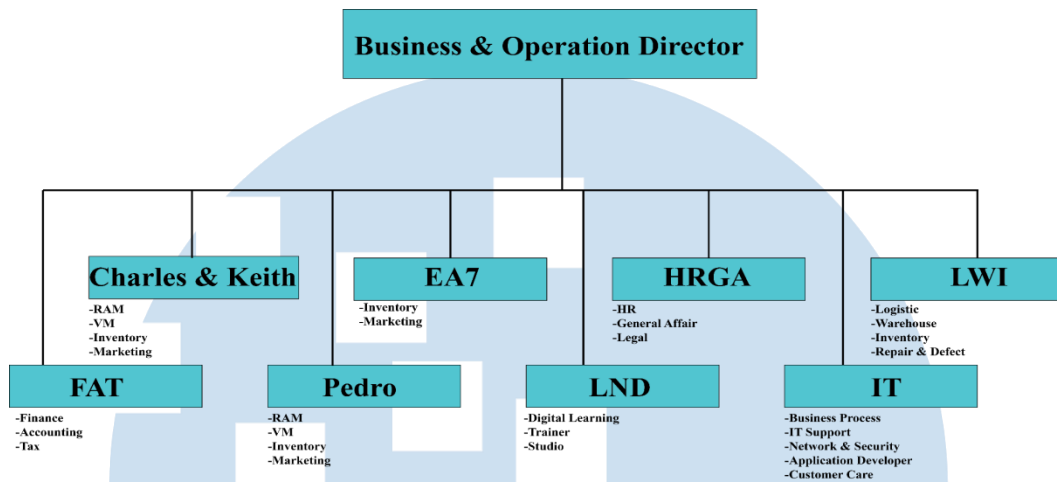 Business & Operation Director
Charles & Keith
-RAM
-VM
-Inventory
-Marketing
EA7
-Inventory
-Marketing
HRGA
-HR
-General Affair
-Legal
LWI
-Logistic
-Warehouse
-Inventory
-Repair & Defect
FAT
-Finance
-Accounting
-Tax
Pedro
-RAM
-VM
-Inventory
-Marketing
LND
-Digital Learning
-Trainer
-Studio
IT
-Business Process
-IT Support
-Network & Security
-Application Developer
-Customer Care